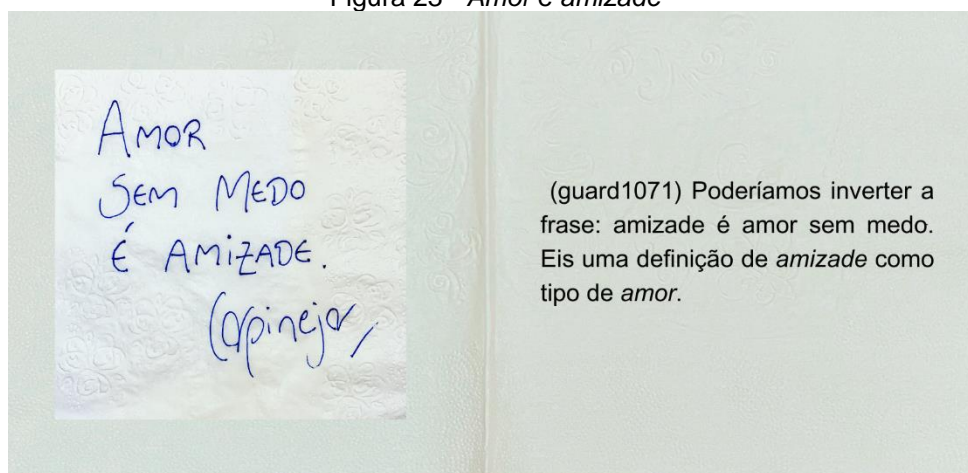 Figura 23 - Amor e amizade
AMOR
SEM MEDO
É AMIZADE.
Carpinejar,
(guard1071) Poderíamos inverter a
frase: amizade é amor sem medo.
Eis uma definição de amizade como
tipo de amor.